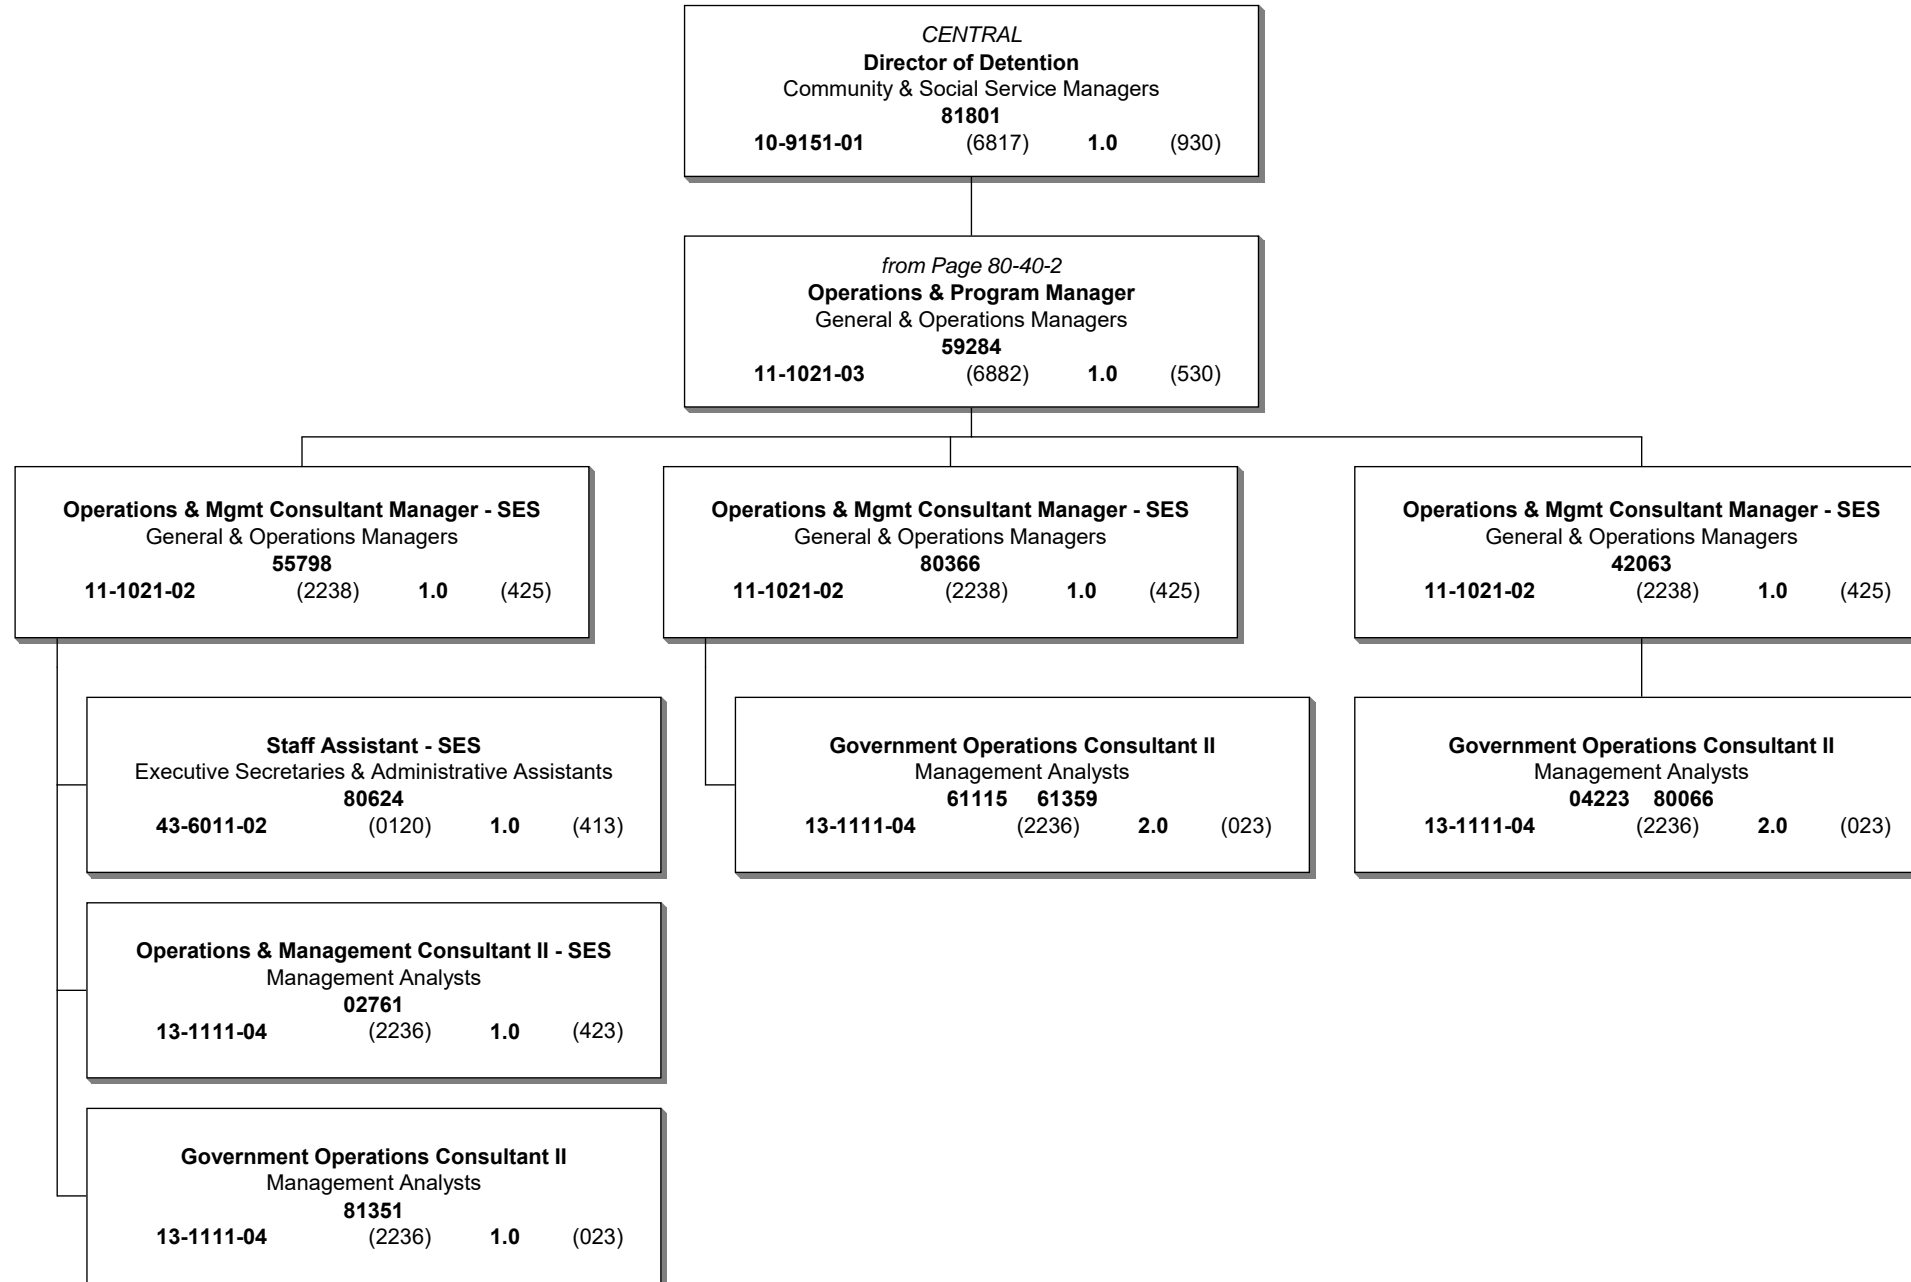 CENTRAL
Director of Detention
Community & Social Service Managers
81801
10-9151-01 (6817) 1.0 (930)
from Page 80-40-2
Operations & Program Manager
General & Operations Managers
59284
11-1021-03 (6882) 1.0 (530)
Operations & Mgmt Consultant Manager - SES
General & Operations Managers
55798
11-1021-02 (2238) 1.0 (425)
Operations & Mgmt Consultant Manager - SES
General & Operations Managers
80366
11-1021-02 (2238) 1.0 (425)
Operations & Mgmt Consultant Manager - SES
General & Operations Managers
42063
11-1021-02 (2238) 1.0 (425)
Staff Assistant - SES
Executive Secretaries & Administrative Assistants
80624
43-6011-02 (0120) 1.0 (413)
Government Operations Consultant II
Management Analysts
61115 61359
13-1111-04 (2236) 2.0 (023)
Government Operations Consultant II
Management Analysts
04223 80066
13-1111-04 (2236) 2.0 (023)
Operations & Management Consultant II - SES
Management Analysts
02761
13-1111-04 (2236) 1.0 (423)
Government Operations Consultant II
Management Analysts
81351
13-1111-04 (2236) 1.0 (023)